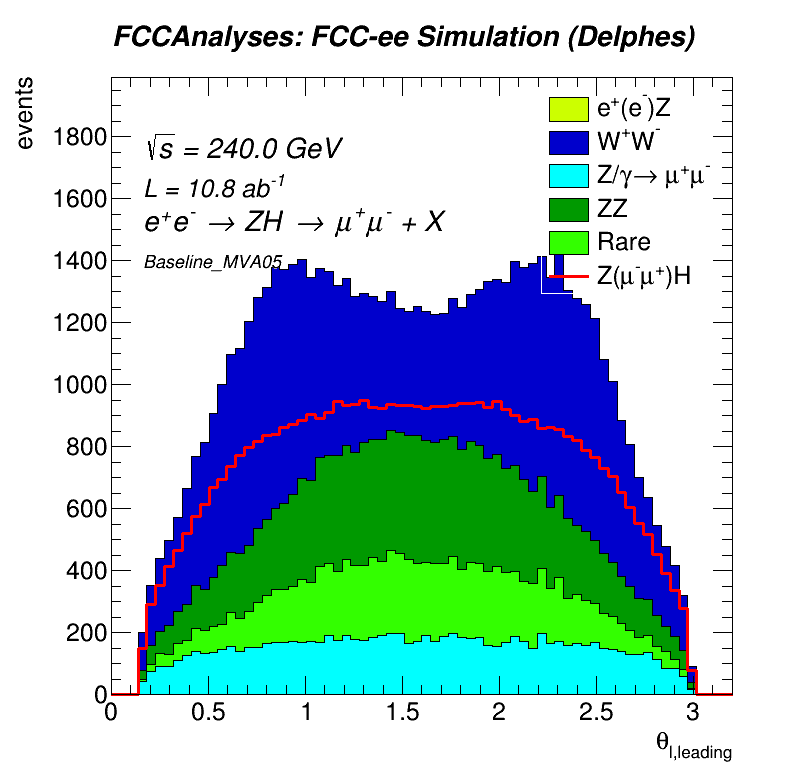 FCCAnalyses: FCC-ee Simulation (Delphes)
events
√s = 240.0 GeV
L = 10.8 ab⁻¹
e⁺e⁻ → ZH → μ⁺μ⁻ + X
Baseline_MVA05
e⁺(e⁻)Z
W⁺W⁻
Z/γ→ μ⁺μ⁻
ZZ
Rare
Z(μ⁻μ⁺)H
1800
1600
1400
1200
1000
800
600
400
200
0
0 0.5 1 1.5 2 2.5 3
θl,leading